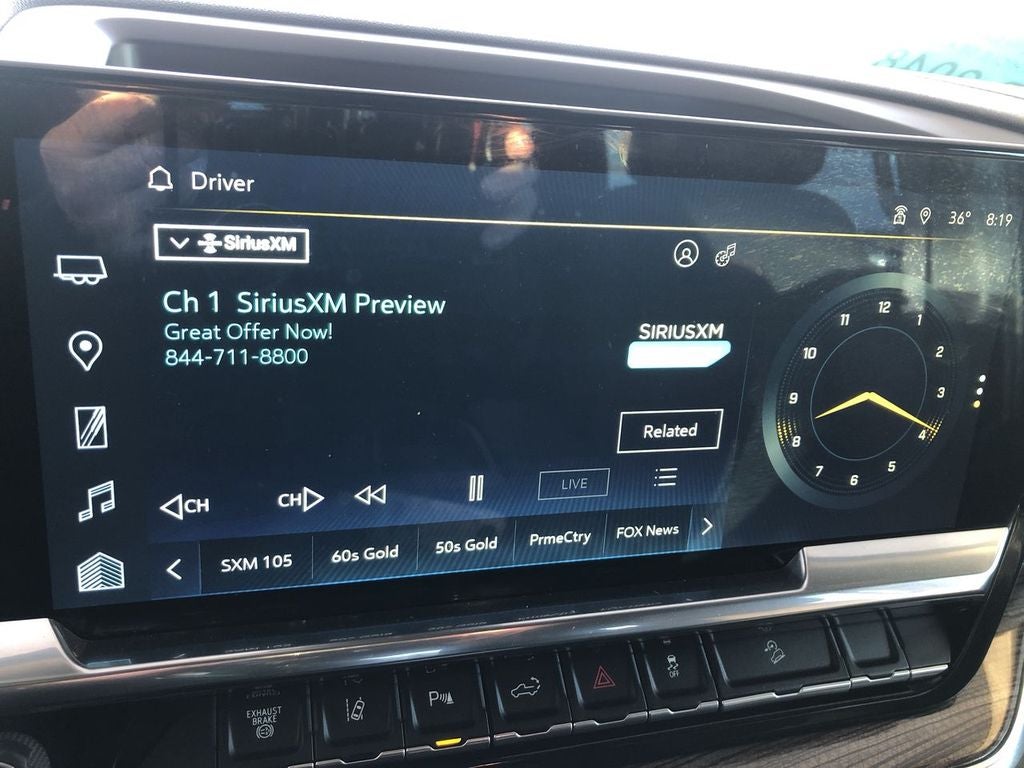 Driver
36° 8:19
SiriusXM
Ch 1 SiriusXM Preview
Great Offer Now!
844-711-8800
SIRIUSXM
Related
12
11 1
10 2
9 3
8 4
7 5
6
CH CH LIVE
SXM 105 60s Gold 50s Gold PrmeCtry FOX News
EXHAUST
BRAKE
P
OFF